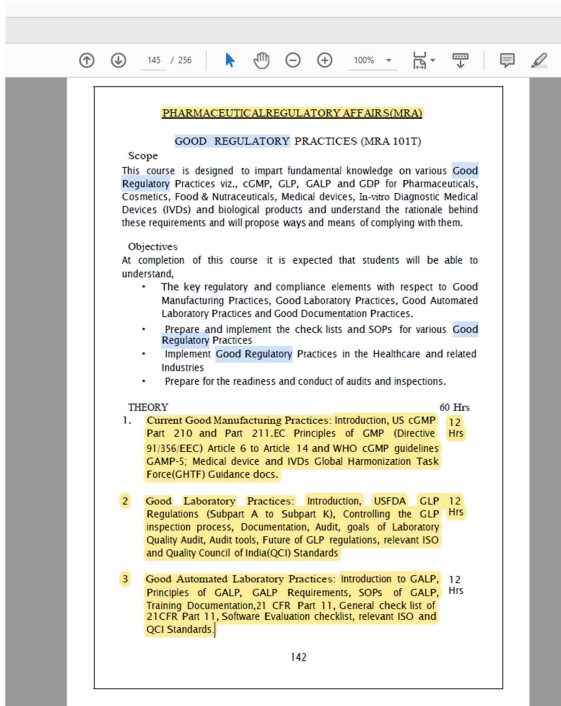 145 / 256 100%
PHARMACEUTICALREGULATORY AFFAIRS(MRA)
GOOD REGULATORY PRACTICES (MRA 101T)
Scope
This course is designed to impart fundamental knowledge on various Good
Regulatory Practices viz., cGMP, GLP, GALP and GDP for Pharmaceuticals,
Cosmetics, Food & Nutraceuticals, Medical devices, In-vitro Diagnostic Medical
Devices (IVDs) and biological products and understand the rationale behind
these requirements and will propose ways and means of complying with them.
Objectives
At completion of this course it is expected that students will be able to
understand,
• The key regulatory and compliance elements with respect to Good
Manufacturing Practices, Good Laboratory Practices, Good Automated
Laboratory Practices and Good Documentation Practices.
• Prepare and implement the check lists and SOPs for various Good
Regulatory Practices
• Implement Good Regulatory Practices in the Healthcare and related
Industries
• Prepare for the readiness and conduct of audits and inspections.
THEORY 60 Hrs
1. Current Good Manufacturing Practices: Introduction, US cGMP 12
Part 210 and Part 211.EC Principles of GMP (Directive Hrs
91/356/EEC) Article 6 to Article 14 and WHO cGMP guidelines
GAMP-5; Medical device and IVDs Global Harmonization Task
Force(GHTF) Guidance docs.
2 Good Laboratory Practices: Introduction, USFDA GLP 12
Regulations (Subpart A to Subpart K), Controlling the GLP Hrs
inspection process, Documentation, Audit, goals of Laboratory
Quality Audit, Audit tools, Future of GLP regulations, relevant ISO
and Quality Council of India(QCI) Standards
3 Good Automated Laboratory Practices: Introduction to GALP, 12
Principles of GALP, GALP Requirements, SOPs of GALP, Hrs
Training Documentation,21 CFR Part 11, General check list of
21CFR Part 11, Software Evaluation checklist, relevant ISO and
QCI Standards.
142